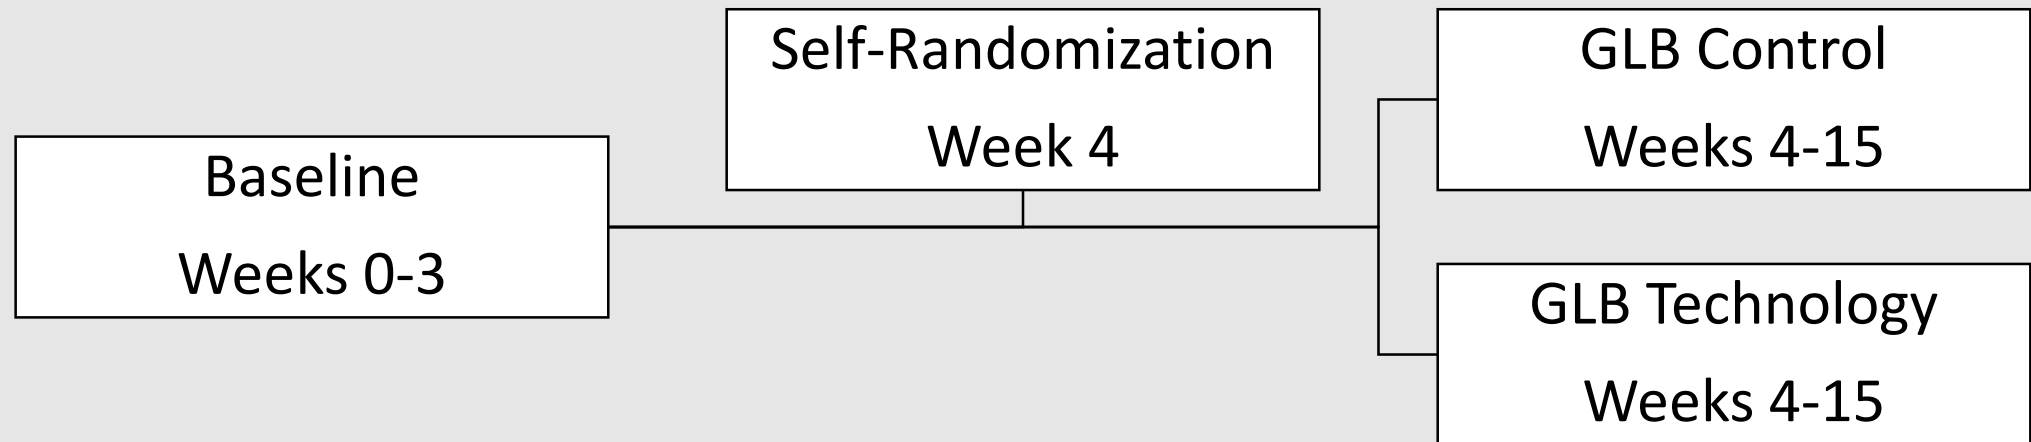 Baseline
Weeks 0-3
Self-Randomization
Week 4
GLB Control
Weeks 4-15
GLB Technology
Weeks 4-15